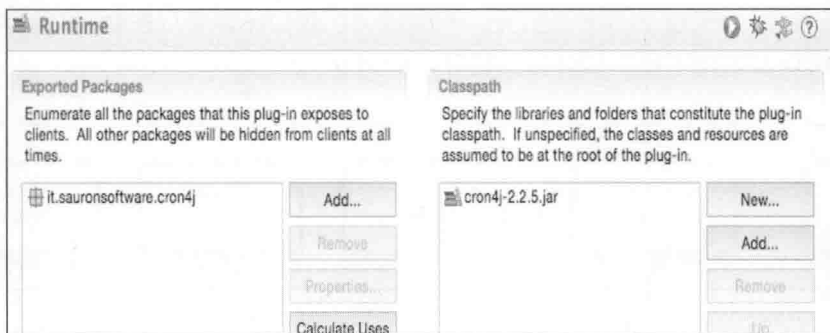 Runtime
Exported Packages
Enumerate all the packages that this plug-in exposes to
clients. All other packages will be hidden from clients at all
times.
it.sauronsoftware.cron4j
Add...
Remove
Properties...
Calculate Uses
Classpath
Specify the libraries and folders that constitute the plug-in
classpath. If unspecified, the classes and resources are
assumed to be at the root of the plug-in.
cron4j-2.2.5.jar
New...
Add...
Remove
Up